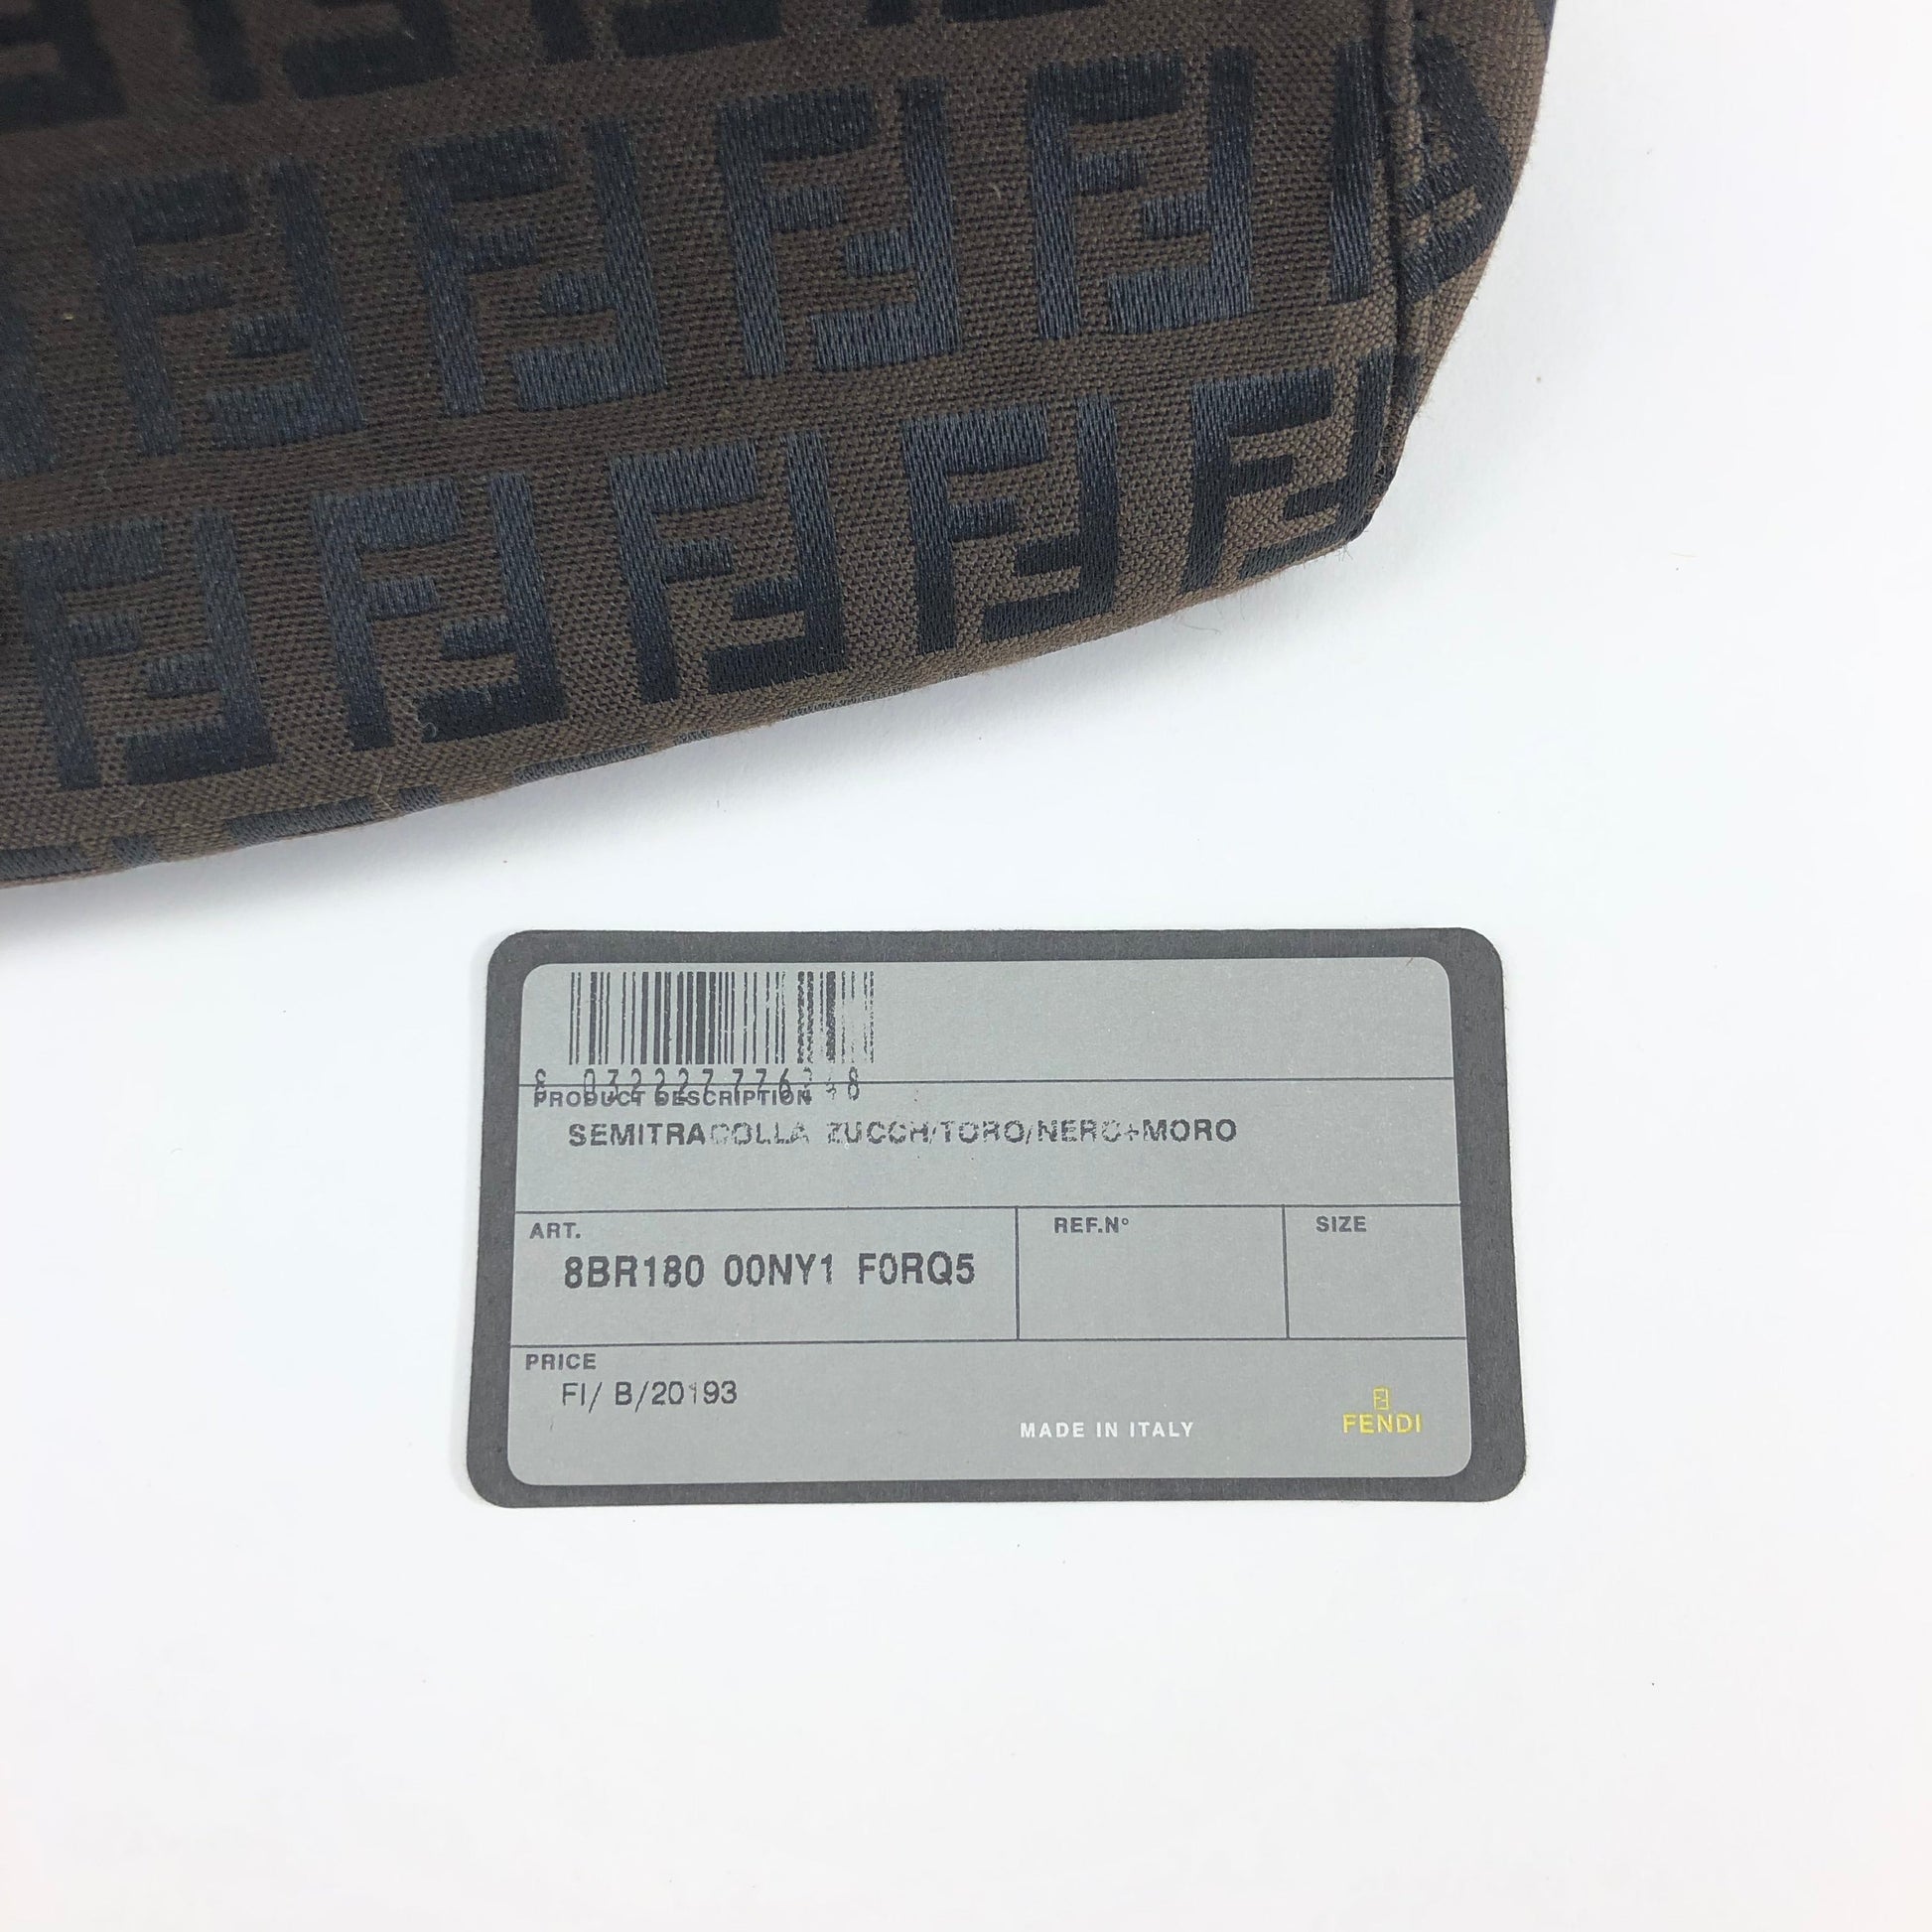 PRODUCT DESCRIPTION
SEMITRACOLLA ZUCCH/TORO/NERO+MORO
ART.
8BR180 00NY1 F0RQ5
REF.N°
SIZE
PRICE
FI/ B/20193
MADE IN ITALY
FENDI